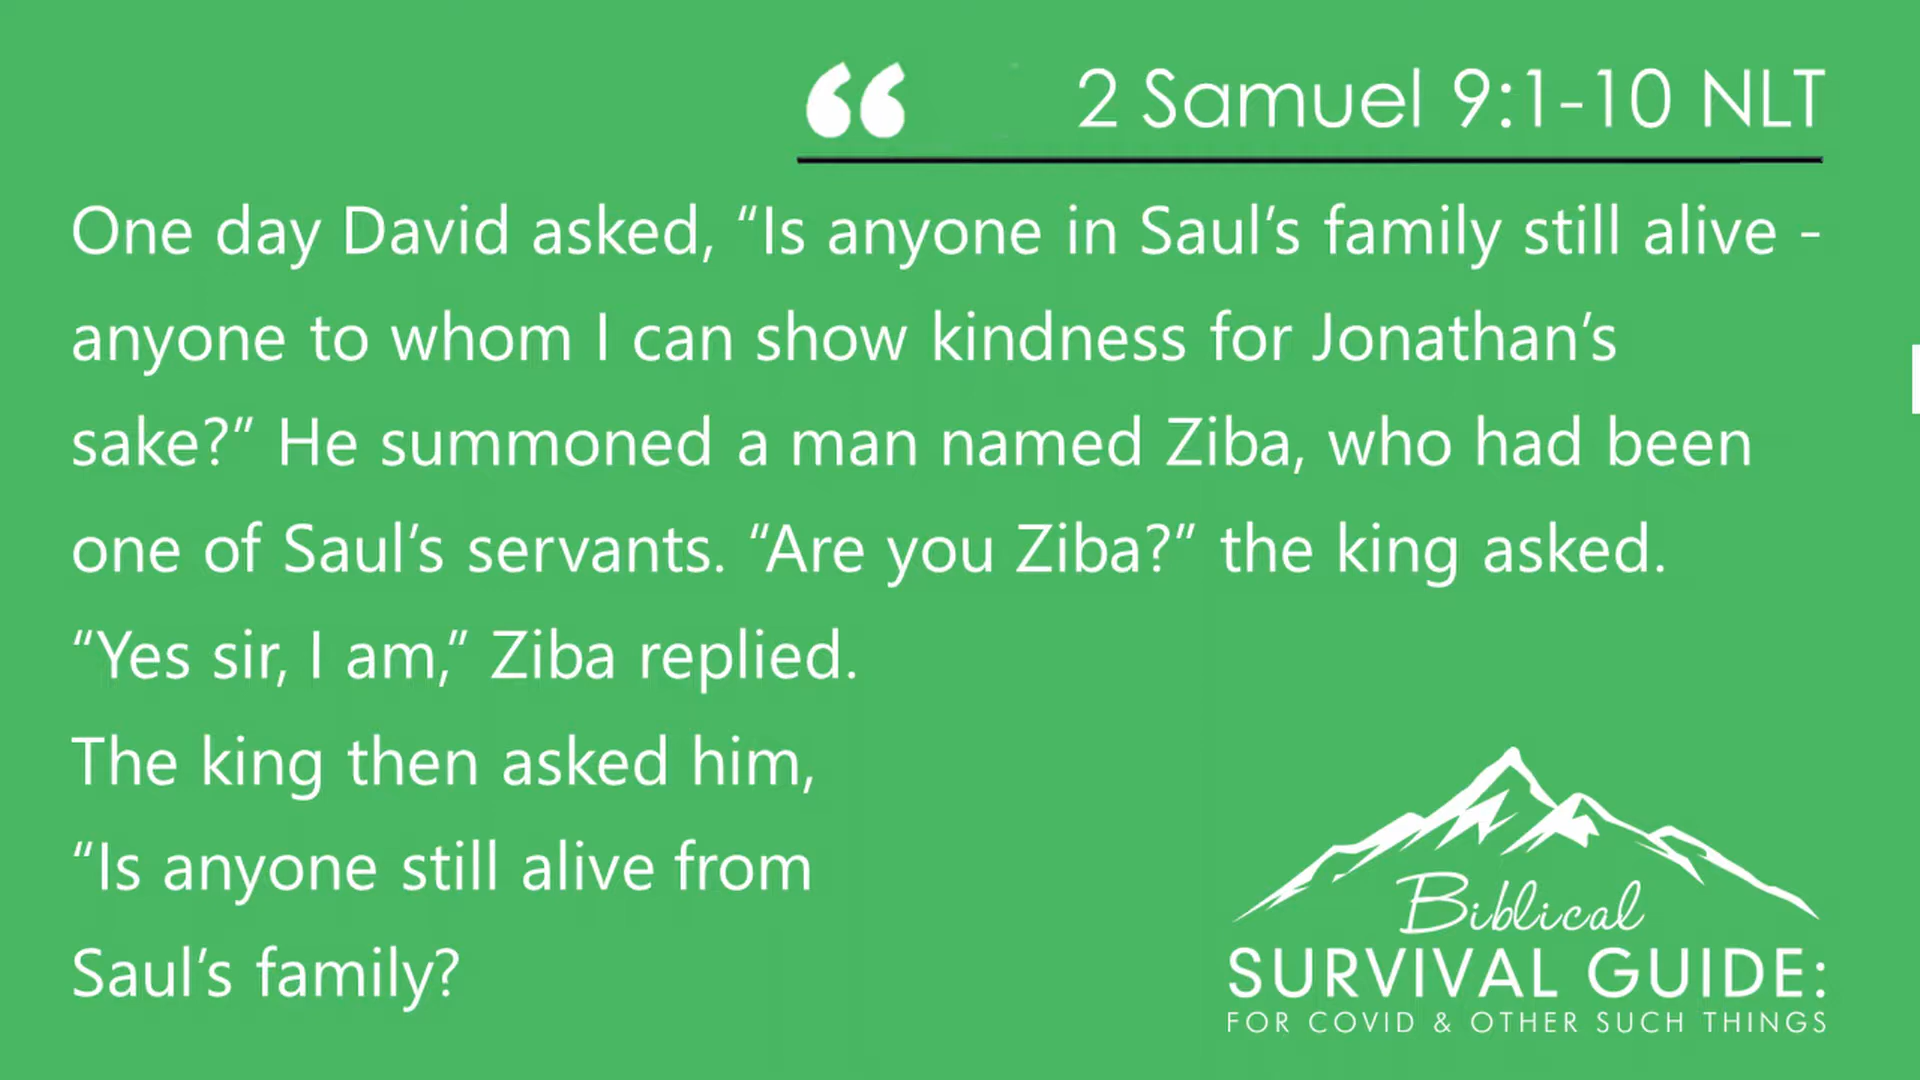 “ 2 Samuel 9:1-10 NLT
One day David asked, “Is anyone in Saul’s family still alive -
anyone to whom I can show kindness for Jonathan’s
sake?” He summoned a man named Ziba, who had been
one of Saul’s servants. “Are you Ziba?” the king asked.
“Yes sir, I am,” Ziba replied.
The king then asked him,
“Is anyone still alive from
Saul’s family?
Biblical
SURVIVAL GUIDE:
FOR COVID & OTHER SUCH THINGS